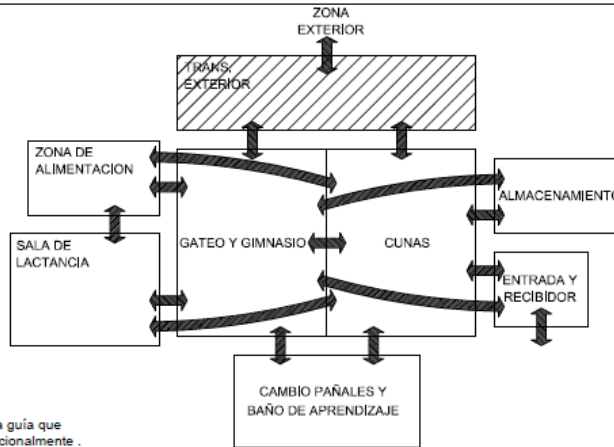 ZONA
EXTERIOR
TRANS.
EXTERIOR
ZONA DE
ALIMENTACION
SALA DE
LACTANCIA
GATEO Y GIMNASIO
CUNAS
ALMACENAMIENTO
ENTRADA Y
RECIBIDOR
CAMBIO PAÑALES Y
BAÑO DE APRENDIZAJE
a guía que
cionalmente .